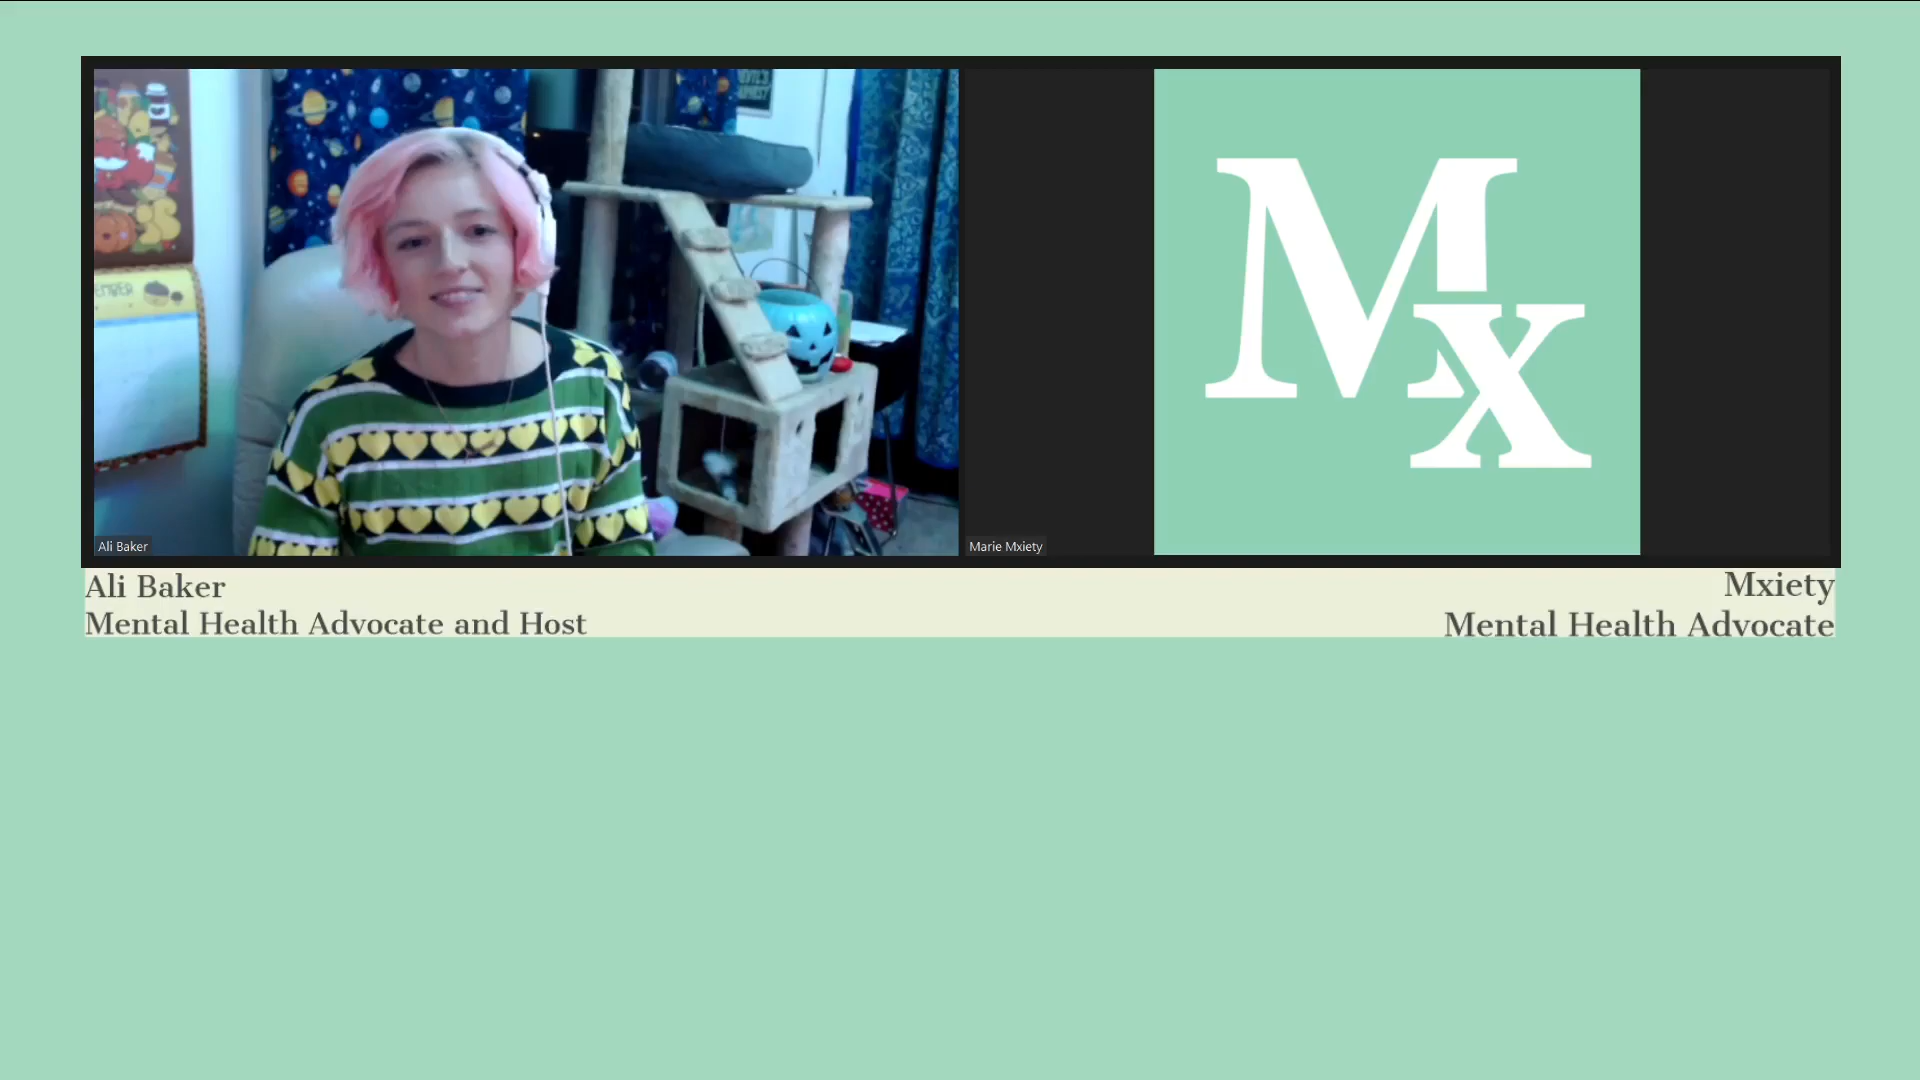 Ali Baker
Marie Mxiety
Mx
Ali Baker
Mental Health Advocate and Host
Mxiety
Mental Health Advocate